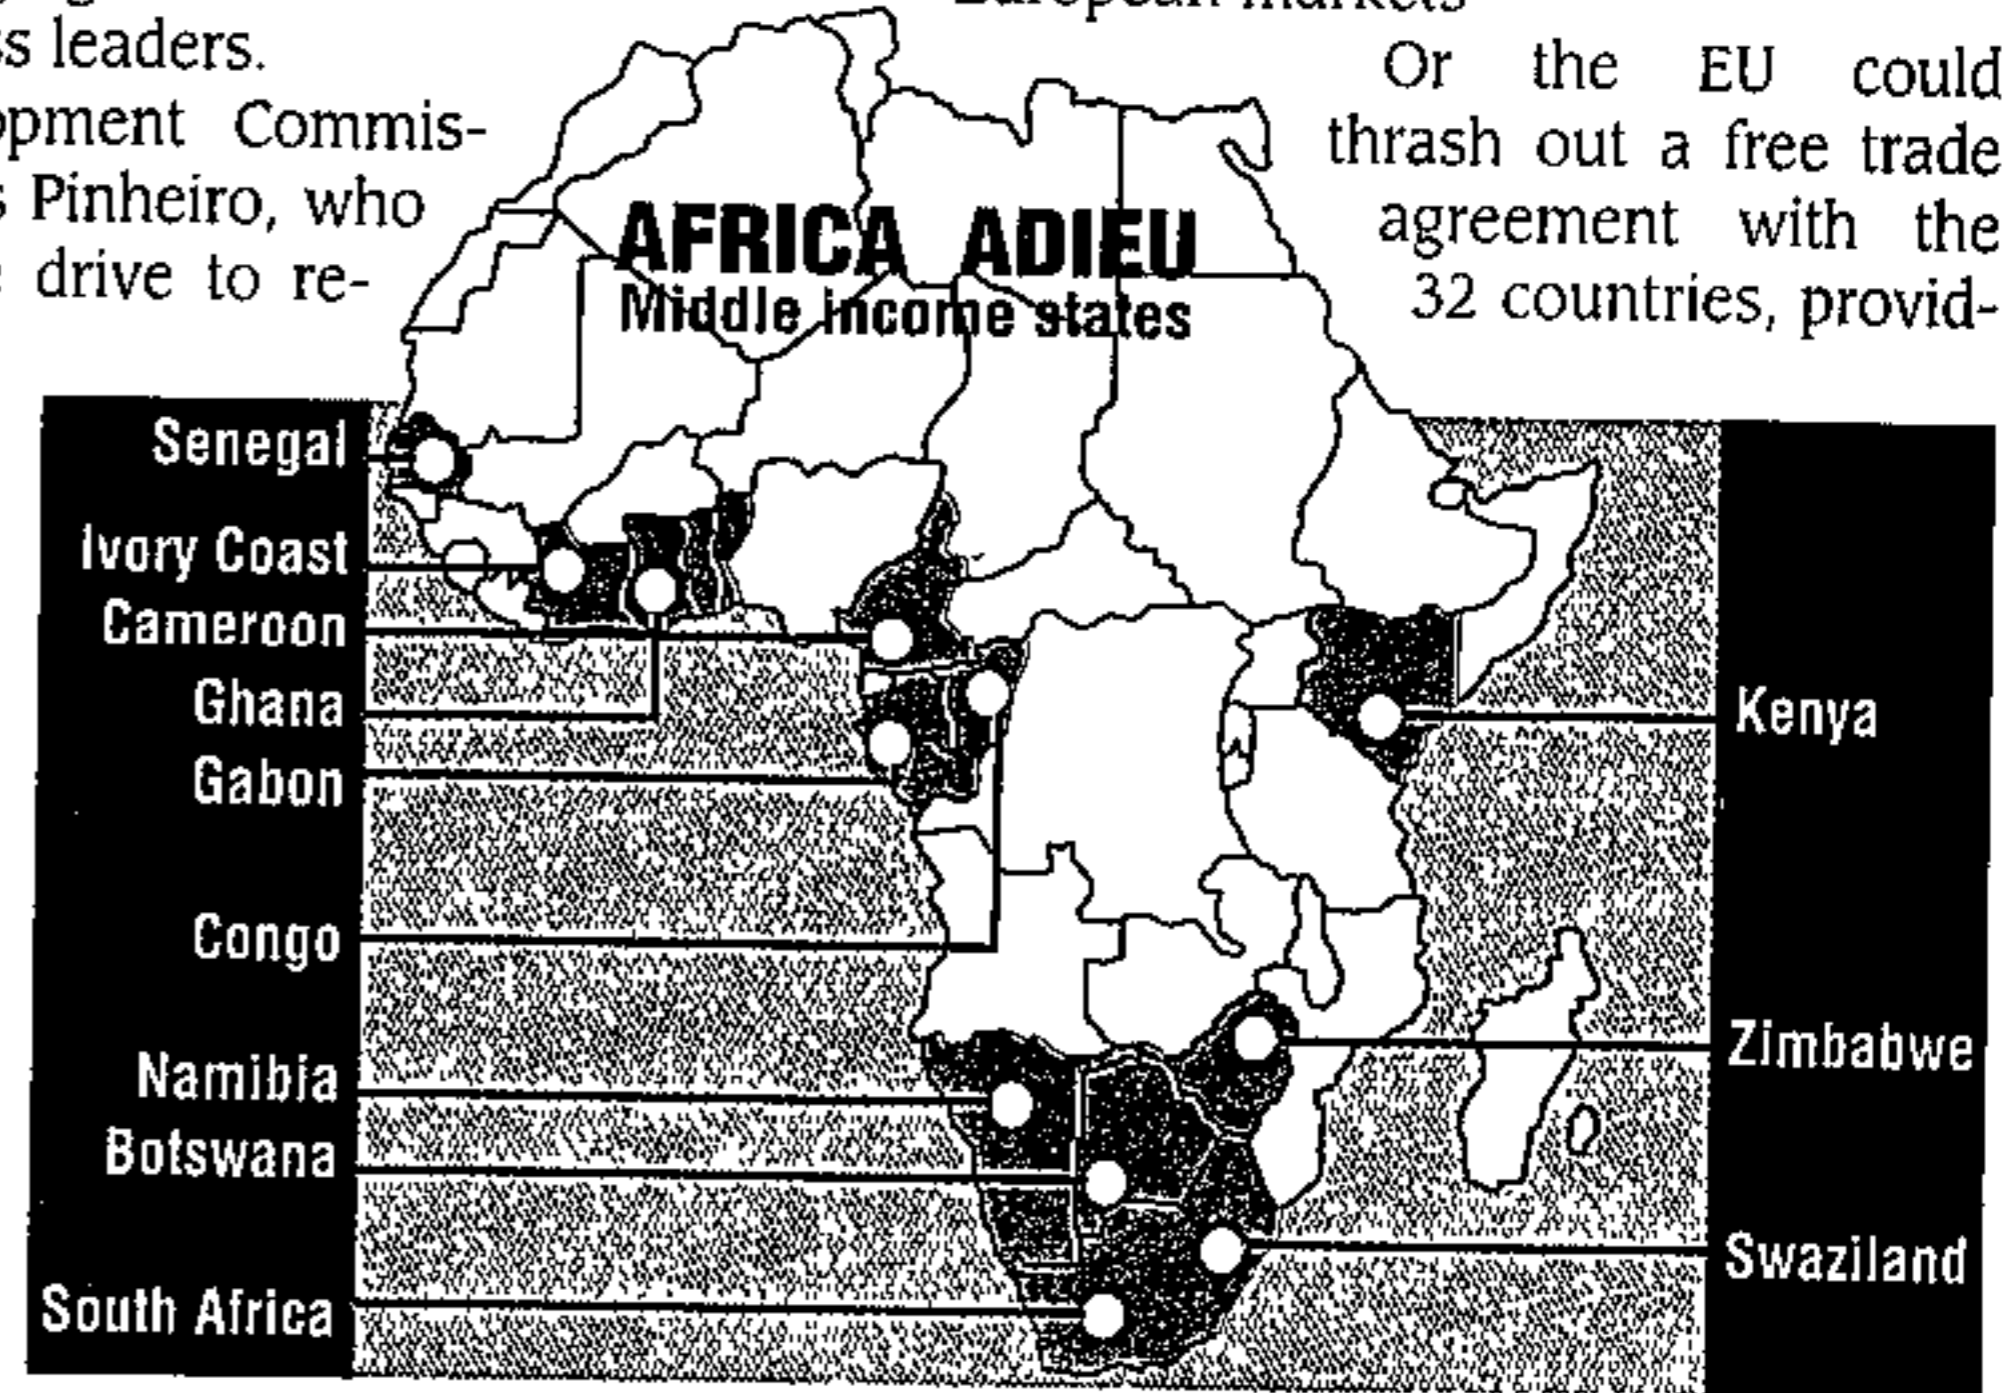 ss leaders.
opment Commis-
s Pinheiro, who
drive to re-
European markets
Or the EU could
thrash out a free trade
agreement with the
32 countries, provid-
AFRICA ADIEU
Middle income states
Senegal
Ivory Coast
Cameroon
Ghana
Gabon
Congo
Namibia
Botswana
South Africa
Kenya
Zimbabwe
Swaziland